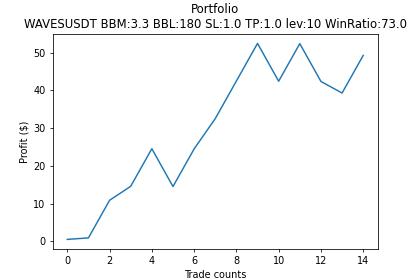 Portfolio
WAVESUSDT BBM:3.3 BBL:180 SL:1.0 TP:1.0 lev:10 WinRatio:73.0
50
40
30
20
10
0
Profit ($)
0 2 4 6 8 10 12 14
Trade counts